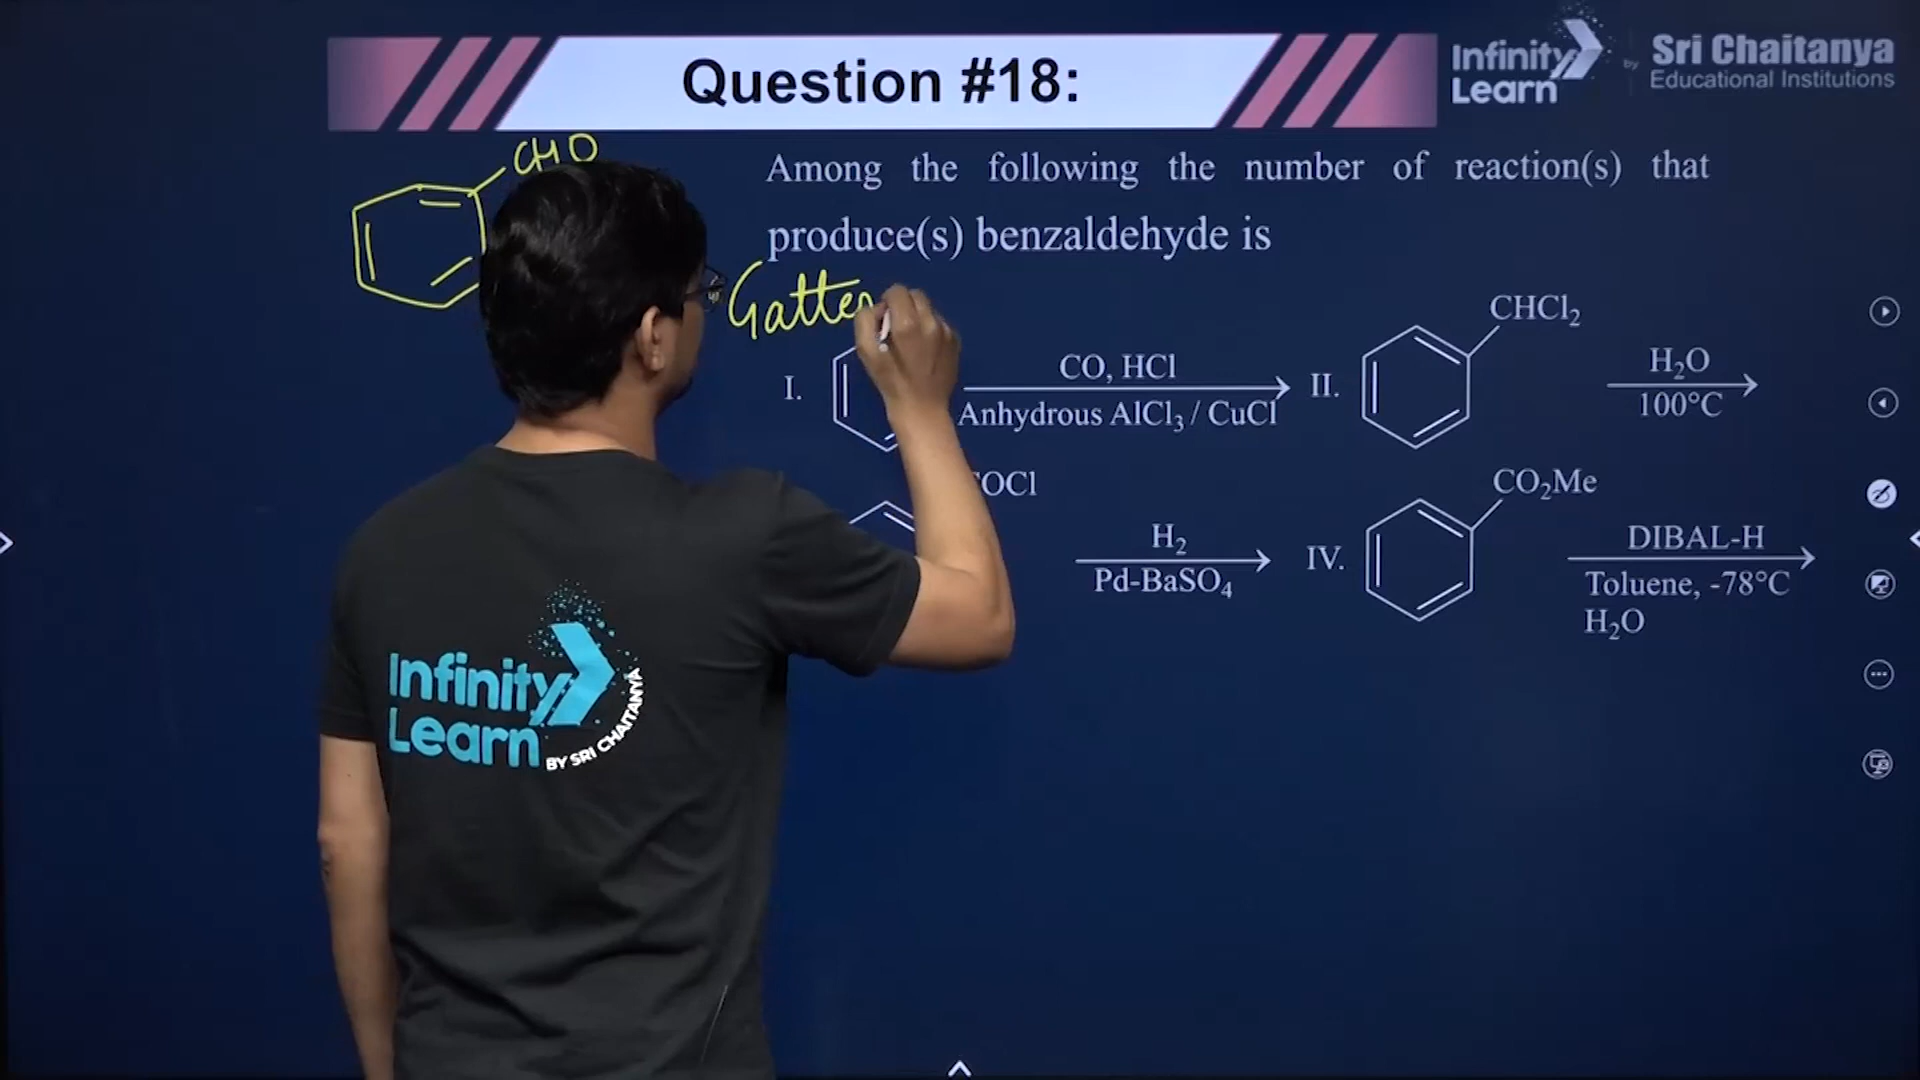 Question #18:
Infinity Learn
by
Sri Chaitanya
Educational Institutions
CHO
Among the following the number of reaction(s) that
produce(s) benzaldehyde is
Gatter
I.
CO, HCl
Anhydrous AlCl₃ / CuCl
II.
CHCl₂
H₂O
100°C
COCl
H₂
Pd-BaSO₄
IV.
CO₂Me
DIBAL-H
Toluene, -78°C
H₂O
Infinity
Learn
BY SRI CHAITANYA